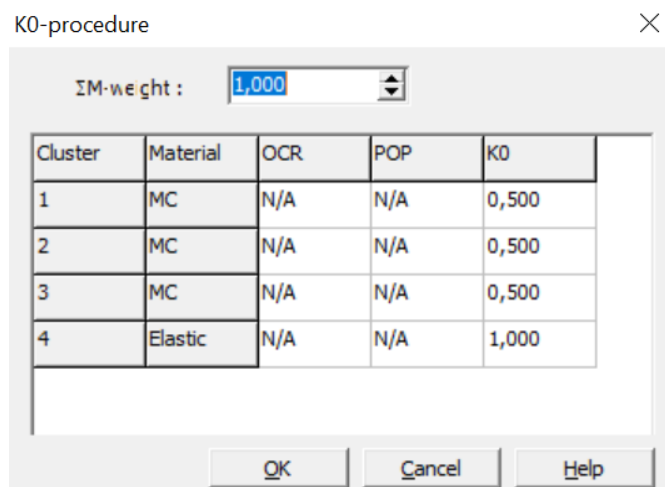 K0-procedure
ΣM-weight : 1,000
Cluster Material OCR POP K0
1 MC N/A N/A 0,500
2 MC N/A N/A 0,500
3 MC N/A N/A 0,500
4 Elastic N/A N/A 1,000
OK Cancel Help